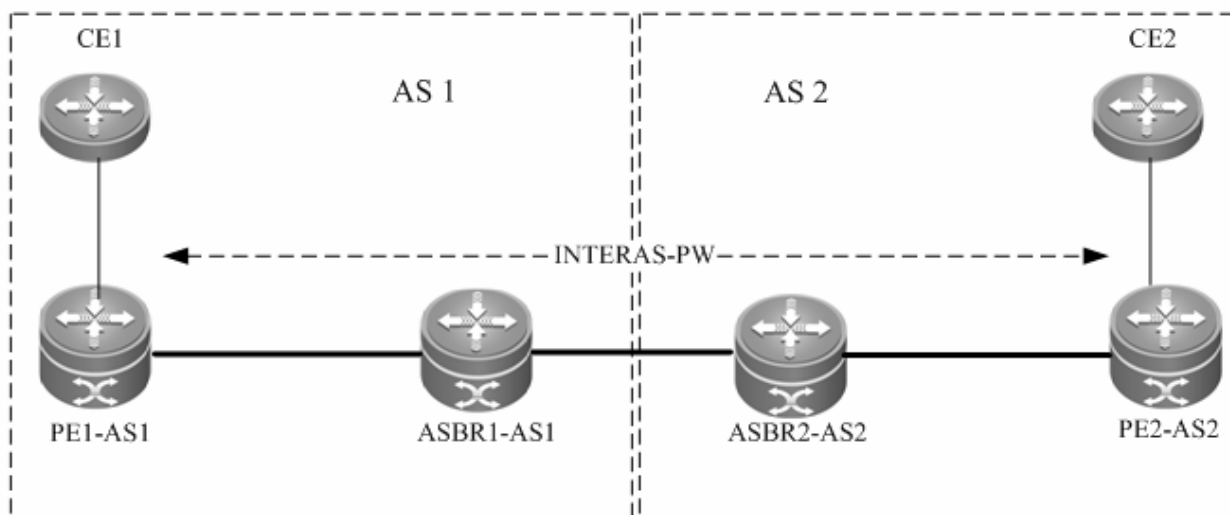 CE1
CE2
AS 1
AS 2
INTERAS-PW
PE1-AS1
ASBR1-AS1
ASBR2-AS2
PE2-AS2